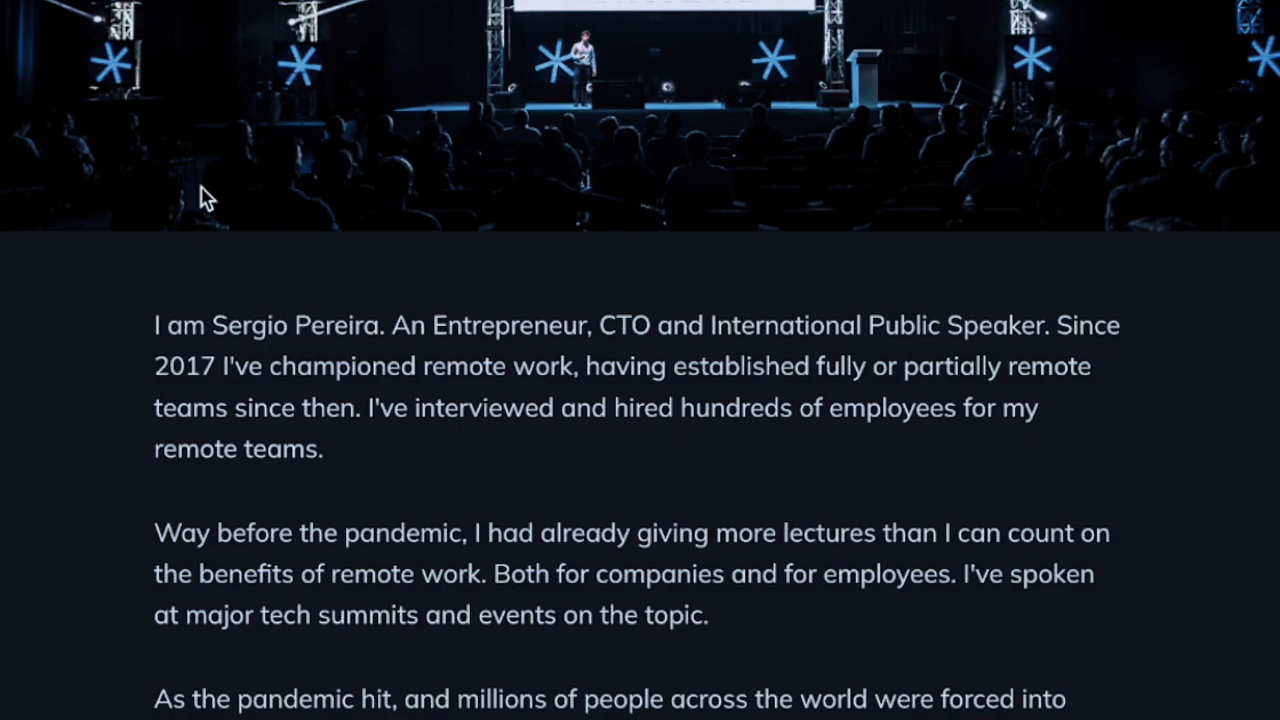 I am Sergio Pereira. An Entrepreneur, CTO and International Public Speaker. Since
2017 I've championed remote work, having established fully or partially remote
teams since then. I've interviewed and hired hundreds of employees for my
remote teams.
Way before the pandemic, I had already giving more lectures than I can count on
the benefits of remote work. Both for companies and for employees. I've spoken
at major tech summits and events on the topic.
As the pandemic hit, and millions of people across the world were forced into